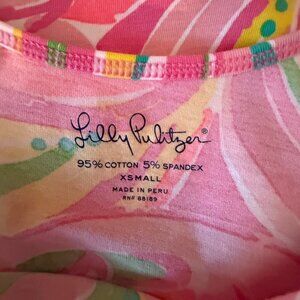 Lilly Pulitzer®
95% COTTON 5% SPANDEX
XSMALL
MADE IN PERU
RN# 88189